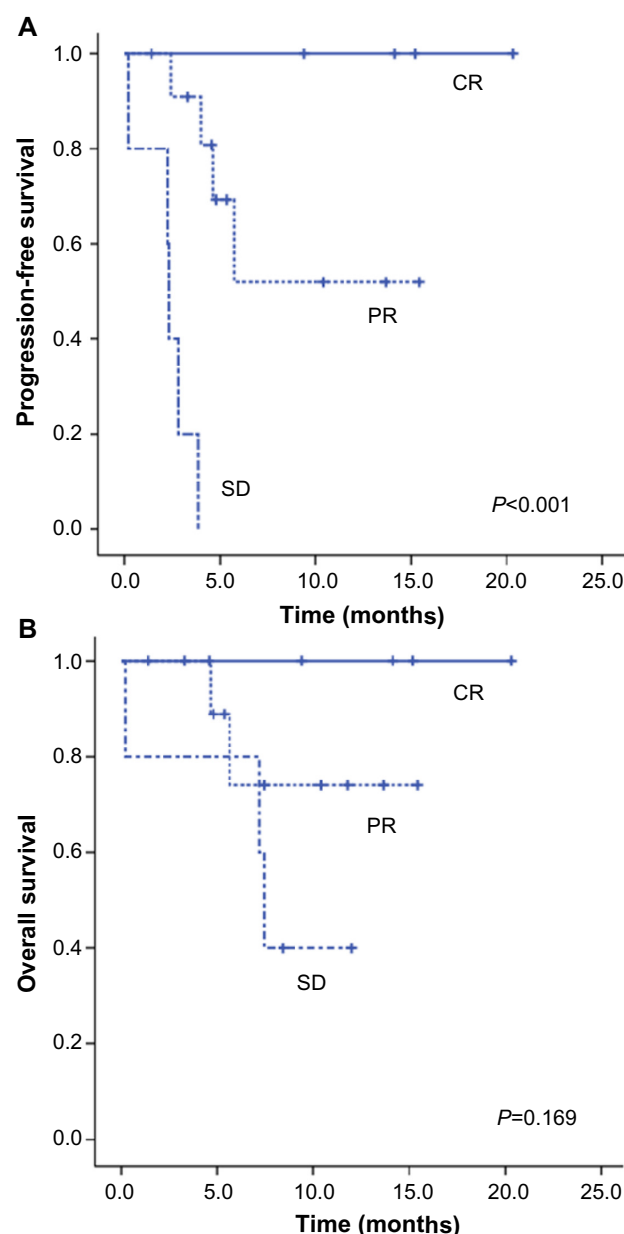 A
Progression-free survival
1.0
0.8
0.6
0.4
0.2
0.0
CR
PR
SD
P<0.001
0.0 5.0 10.0 15.0 20.0 25.0
Time (months)
B
Overall survival
1.0
0.8
0.6
0.4
0.2
0.0
CR
PR
SD
P=0.169
0.0 5.0 10.0 15.0 20.0 25.0
Time (months)